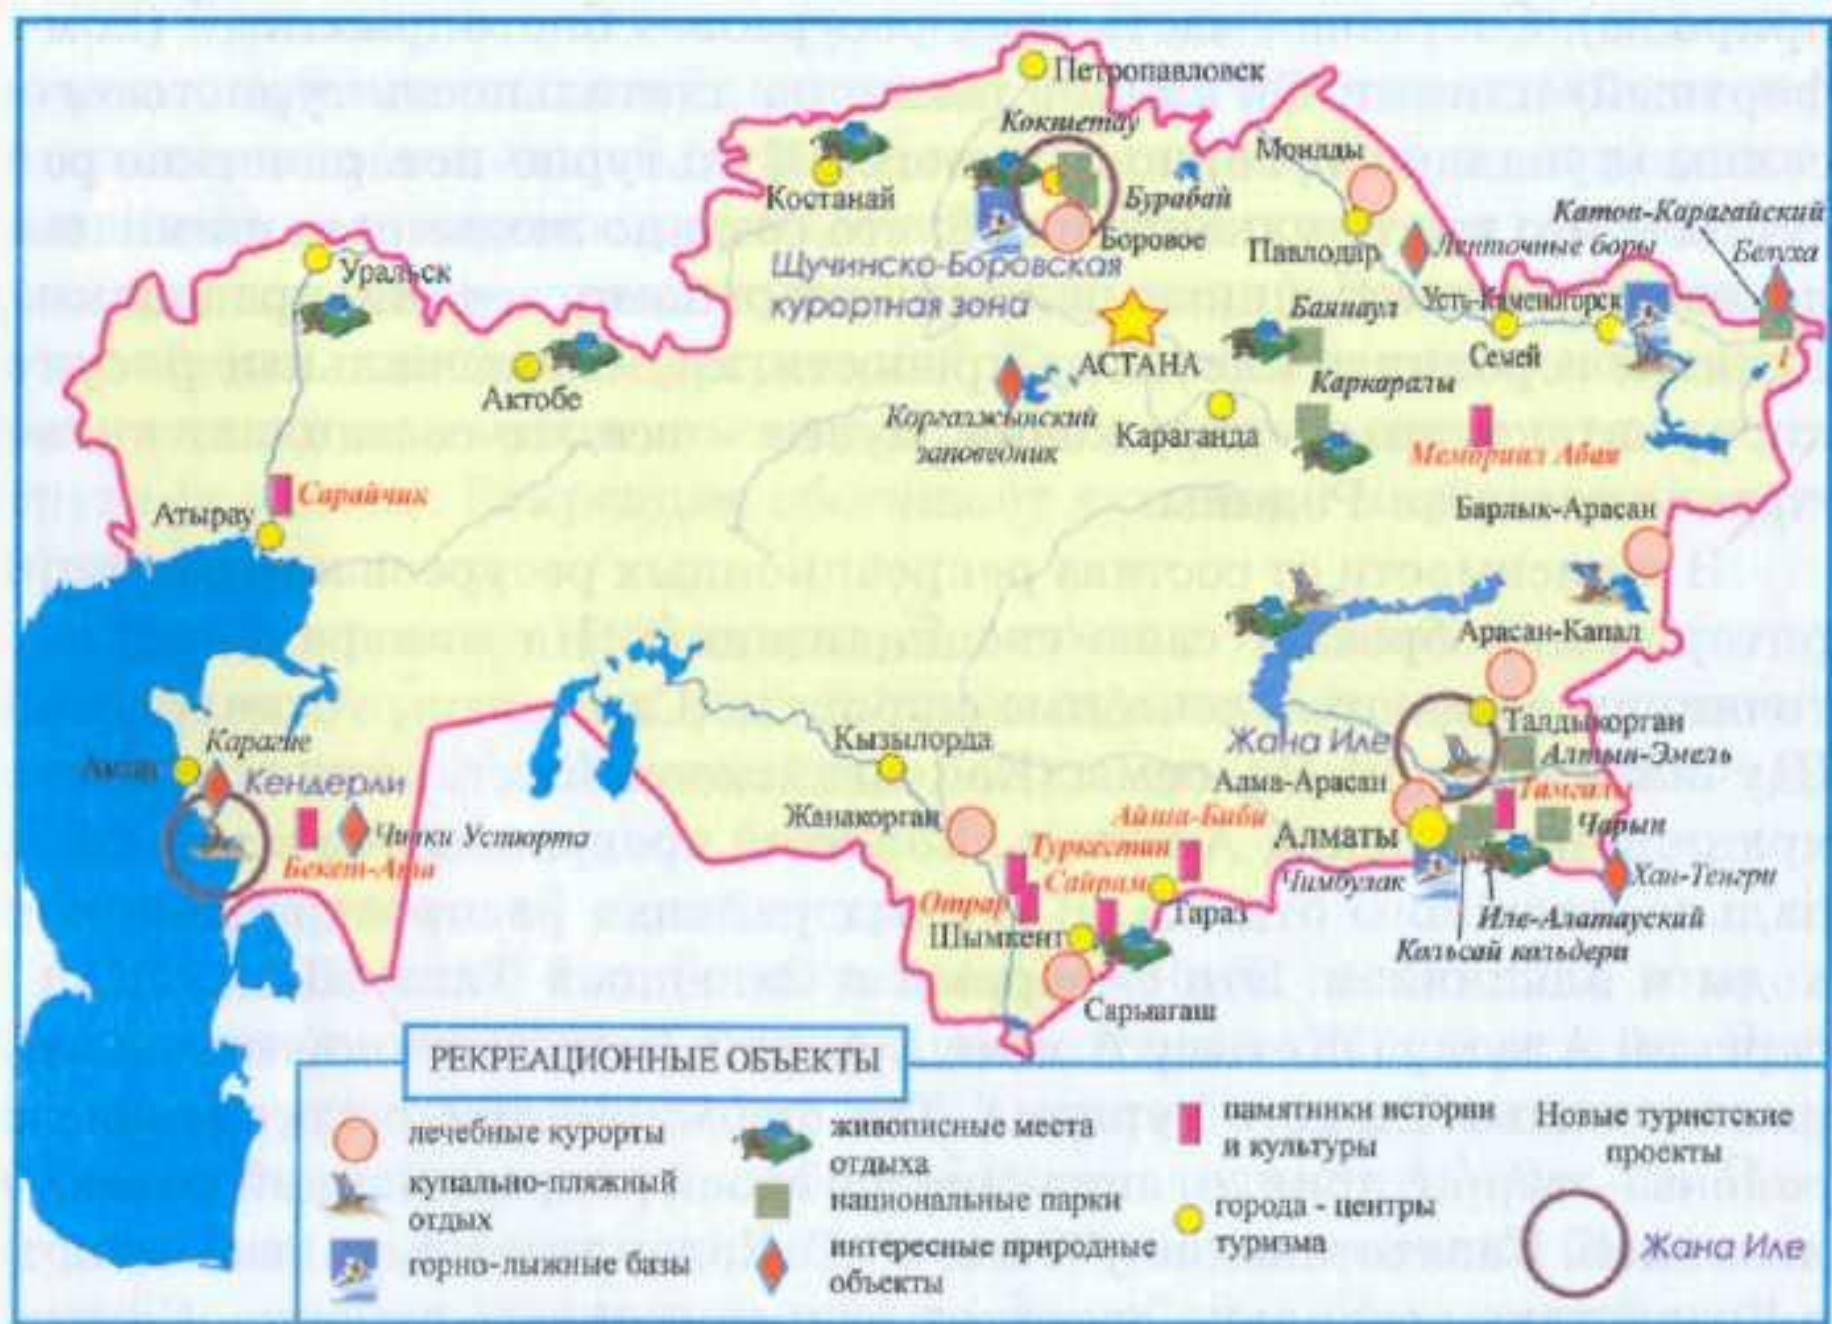 Петропавловск
Кокшетау
Костанай
Моилды
Бурабай
Боровое
Павлодар
Ленточные боры
Катон-Карагайский
Белуха
Щучинско-Боровская
курортная зона
Уральск
Баянаул
Усть-Каменогорск
Семей
АСТАНА
Актобе
Каркаралы
Коргалжынский
заповедник
Караганда
Мемориал Абая
Сарайчик
Атырау
Барлык-Арасан
Арасан-Капал
Талдыкорган
Жана Иле
Алтын-Эмель
Алма-Арасан
Тамгалы
Алматы
Чарын
Чимбулак
Хан-Тенгри
Иле-Алатауский
Кольсай кольдери
Карагие
Актау
Кендерли
Чинки Устюрта
Бекет-Ата
Кызылорда
Жанакорган
Айша-Биби
Туркестан
Сайрам
Отрар
Тараз
Шымкент
Сарыагаш
РЕКРЕАЦИОННЫЕ ОБЪЕКТЫ
лечебные курорты
купально-пляжный
отдых
горно-лыжные базы
живописные места
отдыха
национальные парки
интересные природные
объекты
памятники истории
и культуры
города - центры
туризма
Новые туристские
проекты
Жана Иле